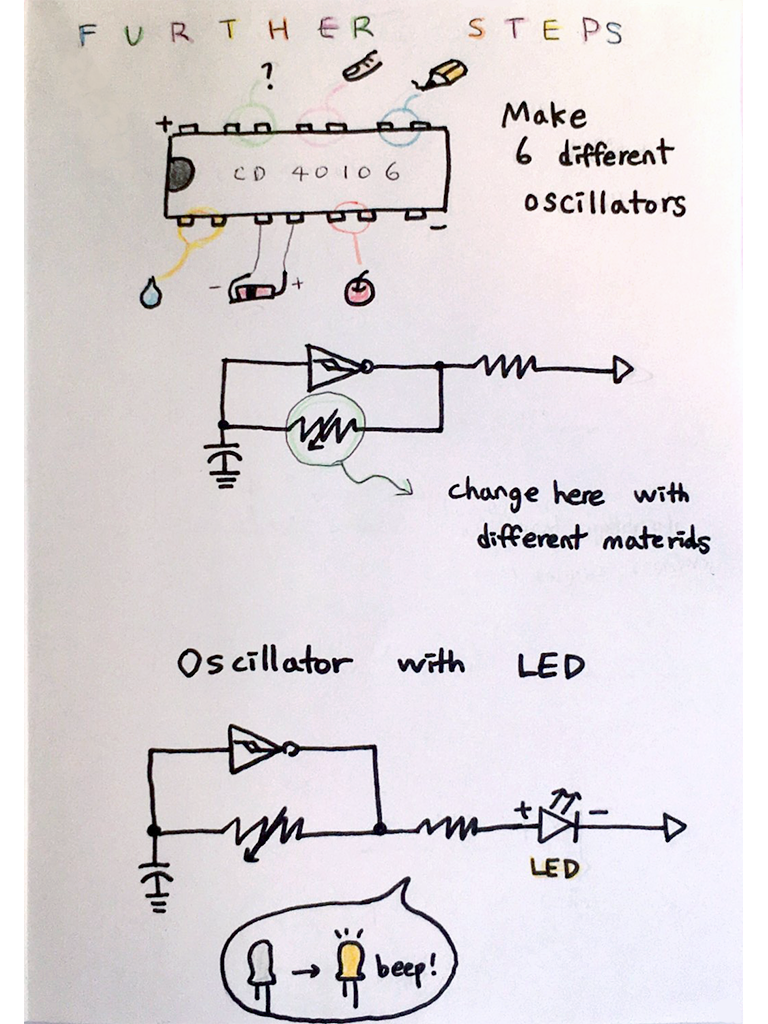 FURTHER STEPS
?
+
CD 40106
-
- +
Make
6 different
oscillators
change here with
different materids
Oscillator with LED
+ -
LED
beep!